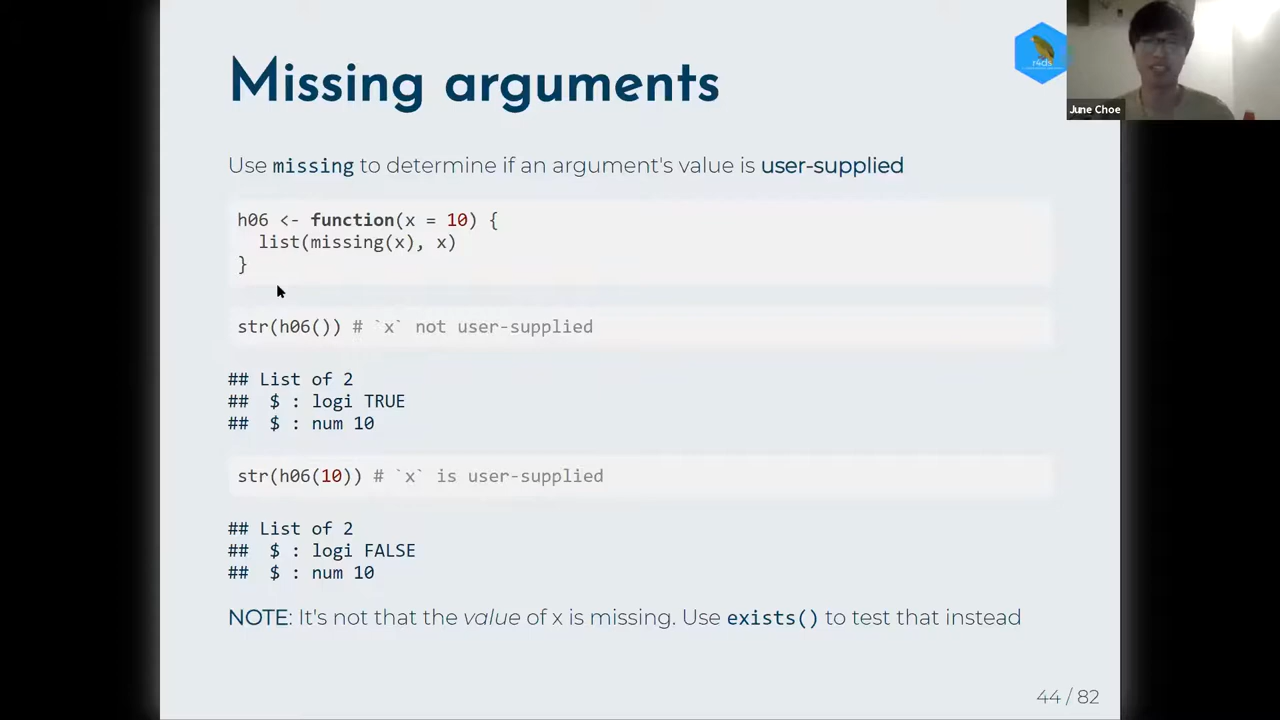 Missing arguments
r4ds
June Choe
Use missing to determine if an argument's value is user-supplied
h06 <- function(x = 10) {
  list(missing(x), x)
}
str(h06()) # `x` not user-supplied
## List of 2
##  $ : logi TRUE
##  $ : num 10
str(h06(10)) # `x` is user-supplied
## List of 2
##  $ : logi FALSE
##  $ : num 10
NOTE: It's not that the value of x is missing. Use exists() to test that instead
44 / 82